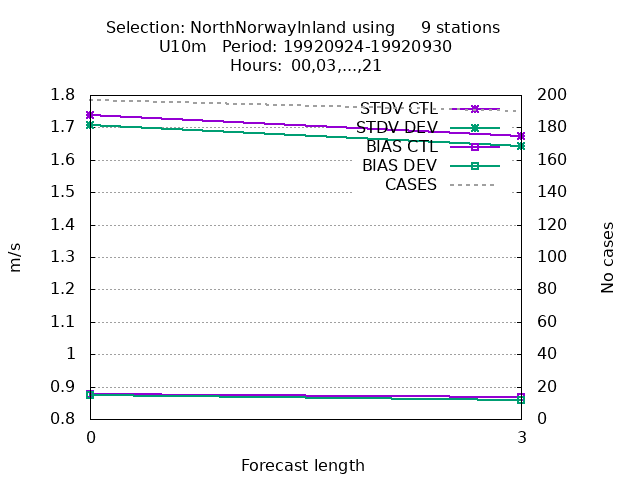 Selection: NorthNorwayInland using 9 stations
U10m Period: 19920924-19920930
Hours: 00,03,...,21
1.8
1.7
1.6
1.5
1.4
1.3
1.2
1.1
1
0.9
0.8
m/s
STDV CTL
STDV DEV
BIAS CTL
BIAS DEV
CASES
200
180
160
140
120
100
80
60
40
20
0
No cases
0 3
Forecast length